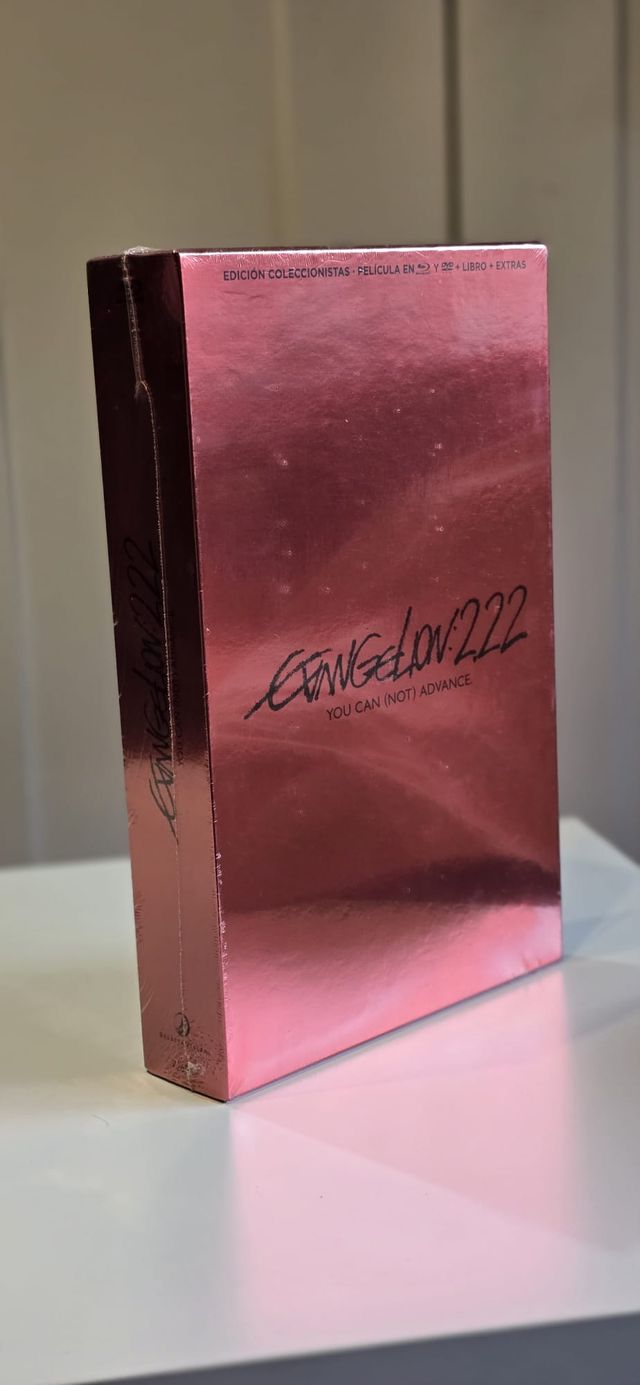 EDICIÓN COLECCIONISTAS · PELÍCULA EN Blu-ray Y DVD + LIBRO + EXTRAS
EVANGELION:2.22
YOU CAN (NOT) ADVANCE.
EVANGELION:2.22